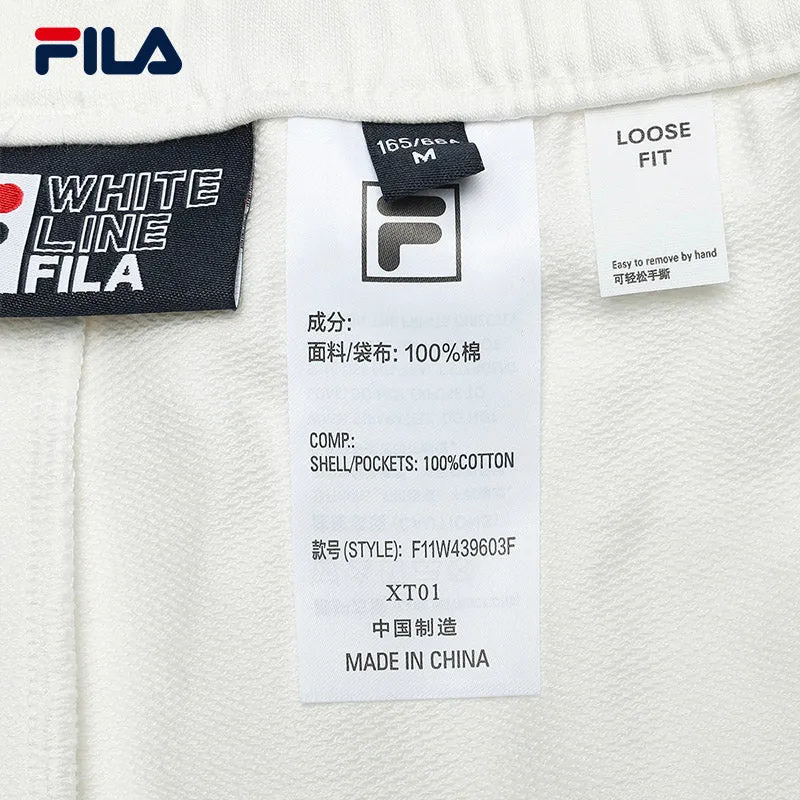 FILA
WHITE
LINE
FILA
165/66A
M
LOOSE
FIT
Easy to remove by hand
可轻松手撕
成分:
面料/袋布: 100%棉
COMP.:
SHELL/POCKETS: 100%COTTON
款号(STYLE): F11W439603F
XT01
中国制造
MADE IN CHINA